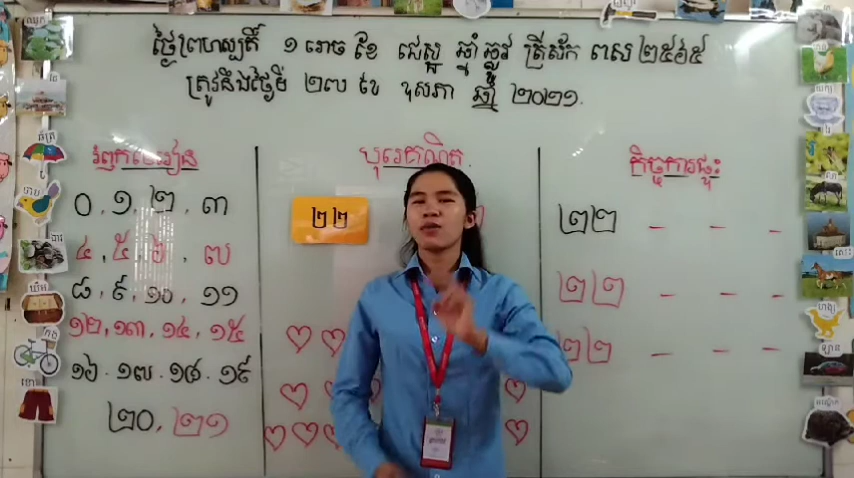 ថ្ងៃព្រហស្បតិ៍ ១ រោច ខែ ជេស្ឋ ឆ្នាំ ឆ្លូវ ត្រីស័ក ពស ២៥៦៥
ត្រូវនឹងថ្ងៃទី ២៧ ខែ ឧសភា ឆ្នាំ ២០២១.
រំឭកមេរៀន
០,១,២,៣
៤,៥,៦,៧
៨,៩,១០,១១
១២,១៣,១៤,១៥
១៦.១៧.១៨.១៩
២០,២១
បុរេគណិត.
២២
កិច្ចការផ្ទះ
២២ – – –
២២ – – –
២២ – – –